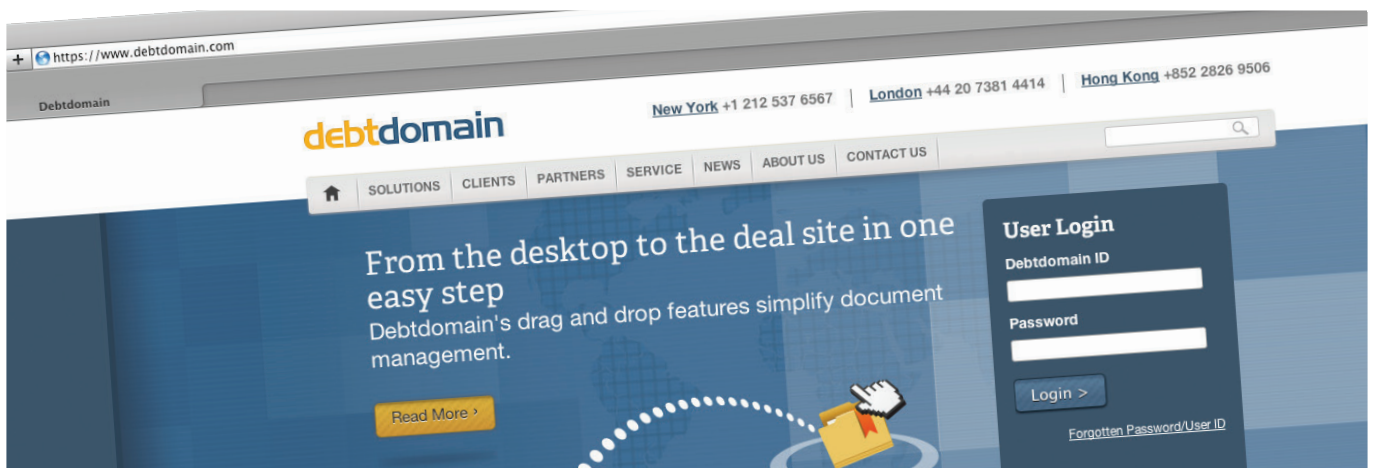 + https://www.debtdomain.com
Debtdomain
debtdomain
New York +1 212 537 6567 | London +44 20 7381 4414 | Hong Kong +852 2826 9506
SOLUTIONS CLIENTS PARTNERS SERVICE NEWS ABOUT US CONTACT US
From the desktop to the deal site in one
easy step
Debtdomain's drag and drop features simplify document
management.
Read More ›
User Login
Debtdomain ID
Password
Login >
Forgotten Password/User ID